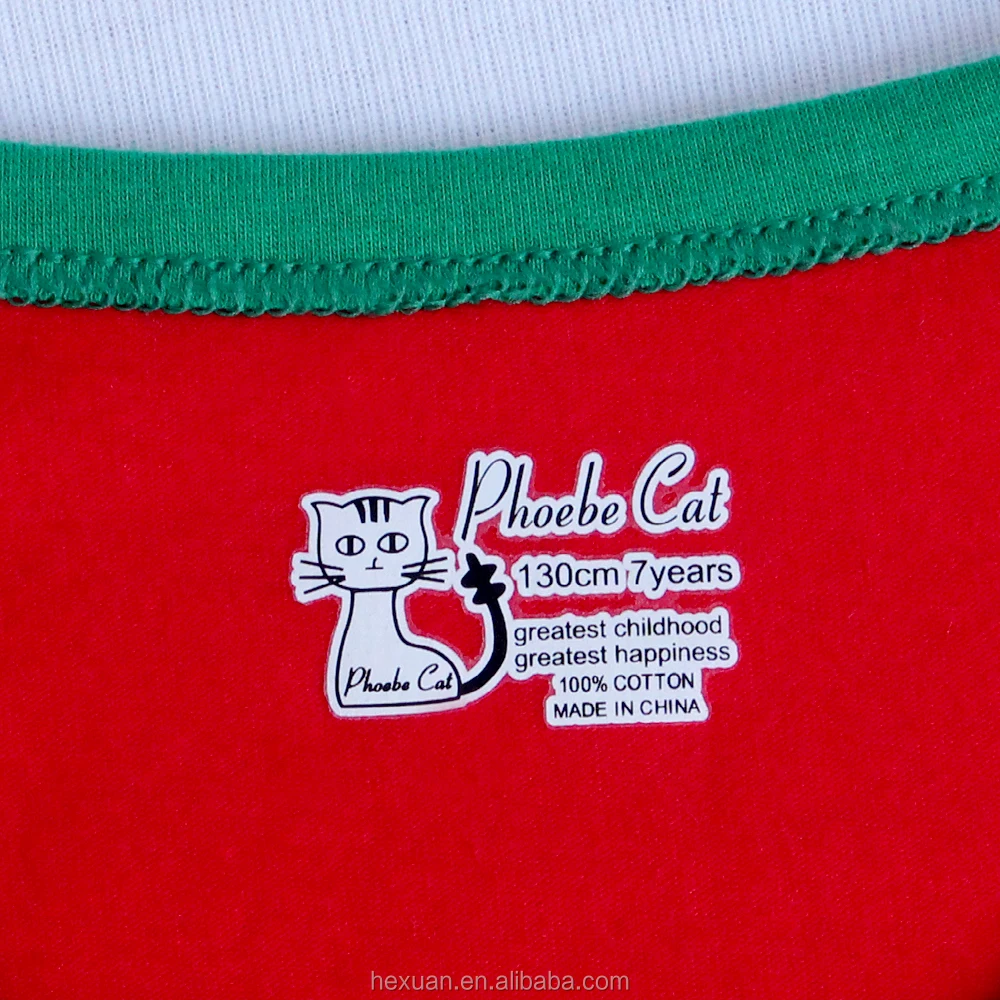 Phoebe Cat
130cm 7years
greatest childhood
greatest happiness
100% COTTON
MADE IN CHINA
Phoebe Cat
hexuan.en.alibaba.com